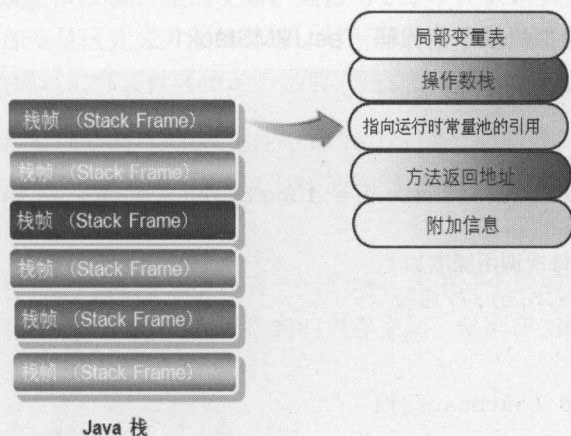 栈帧 (Stack Frame)
栈帧 (Stack Frame)
栈帧 (Stack Frame)
栈帧 (Stack Frame)
栈帧 (Stack Frame)
栈帧 (Stack Frame)
Java 栈
局部变量表
操作数栈
指向运行时常量池的引用
方法返回地址
附加信息